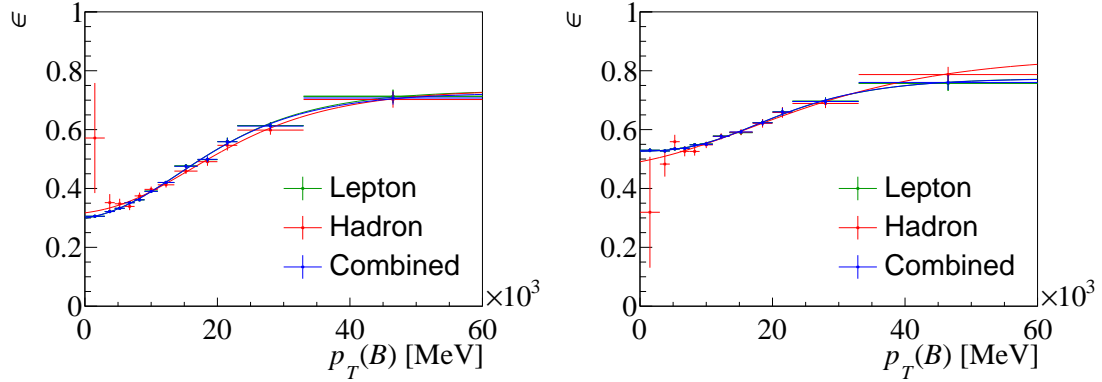 ϵ
1
0.8
0.6
0.4
0.2
0
Lepton
Hadron
Combined
×10³
0 20 40 60
p_T(B) [MeV]
ϵ
1
0.8
0.6
0.4
0.2
0
Lepton
Hadron
Combined
×10³
0 20 40 60
p_T(B) [MeV]